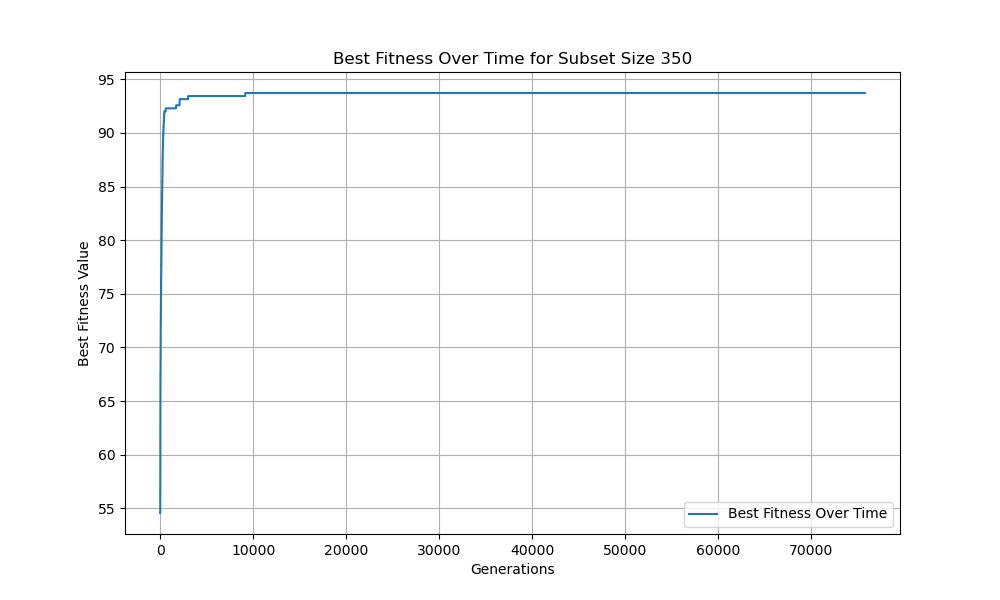 Best Fitness Over Time for Subset Size 350
95
90
85
80
75
70
65
60
55
Best Fitness Value
Best Fitness Over Time
0 10000 20000 30000 40000 50000 60000 70000
Generations